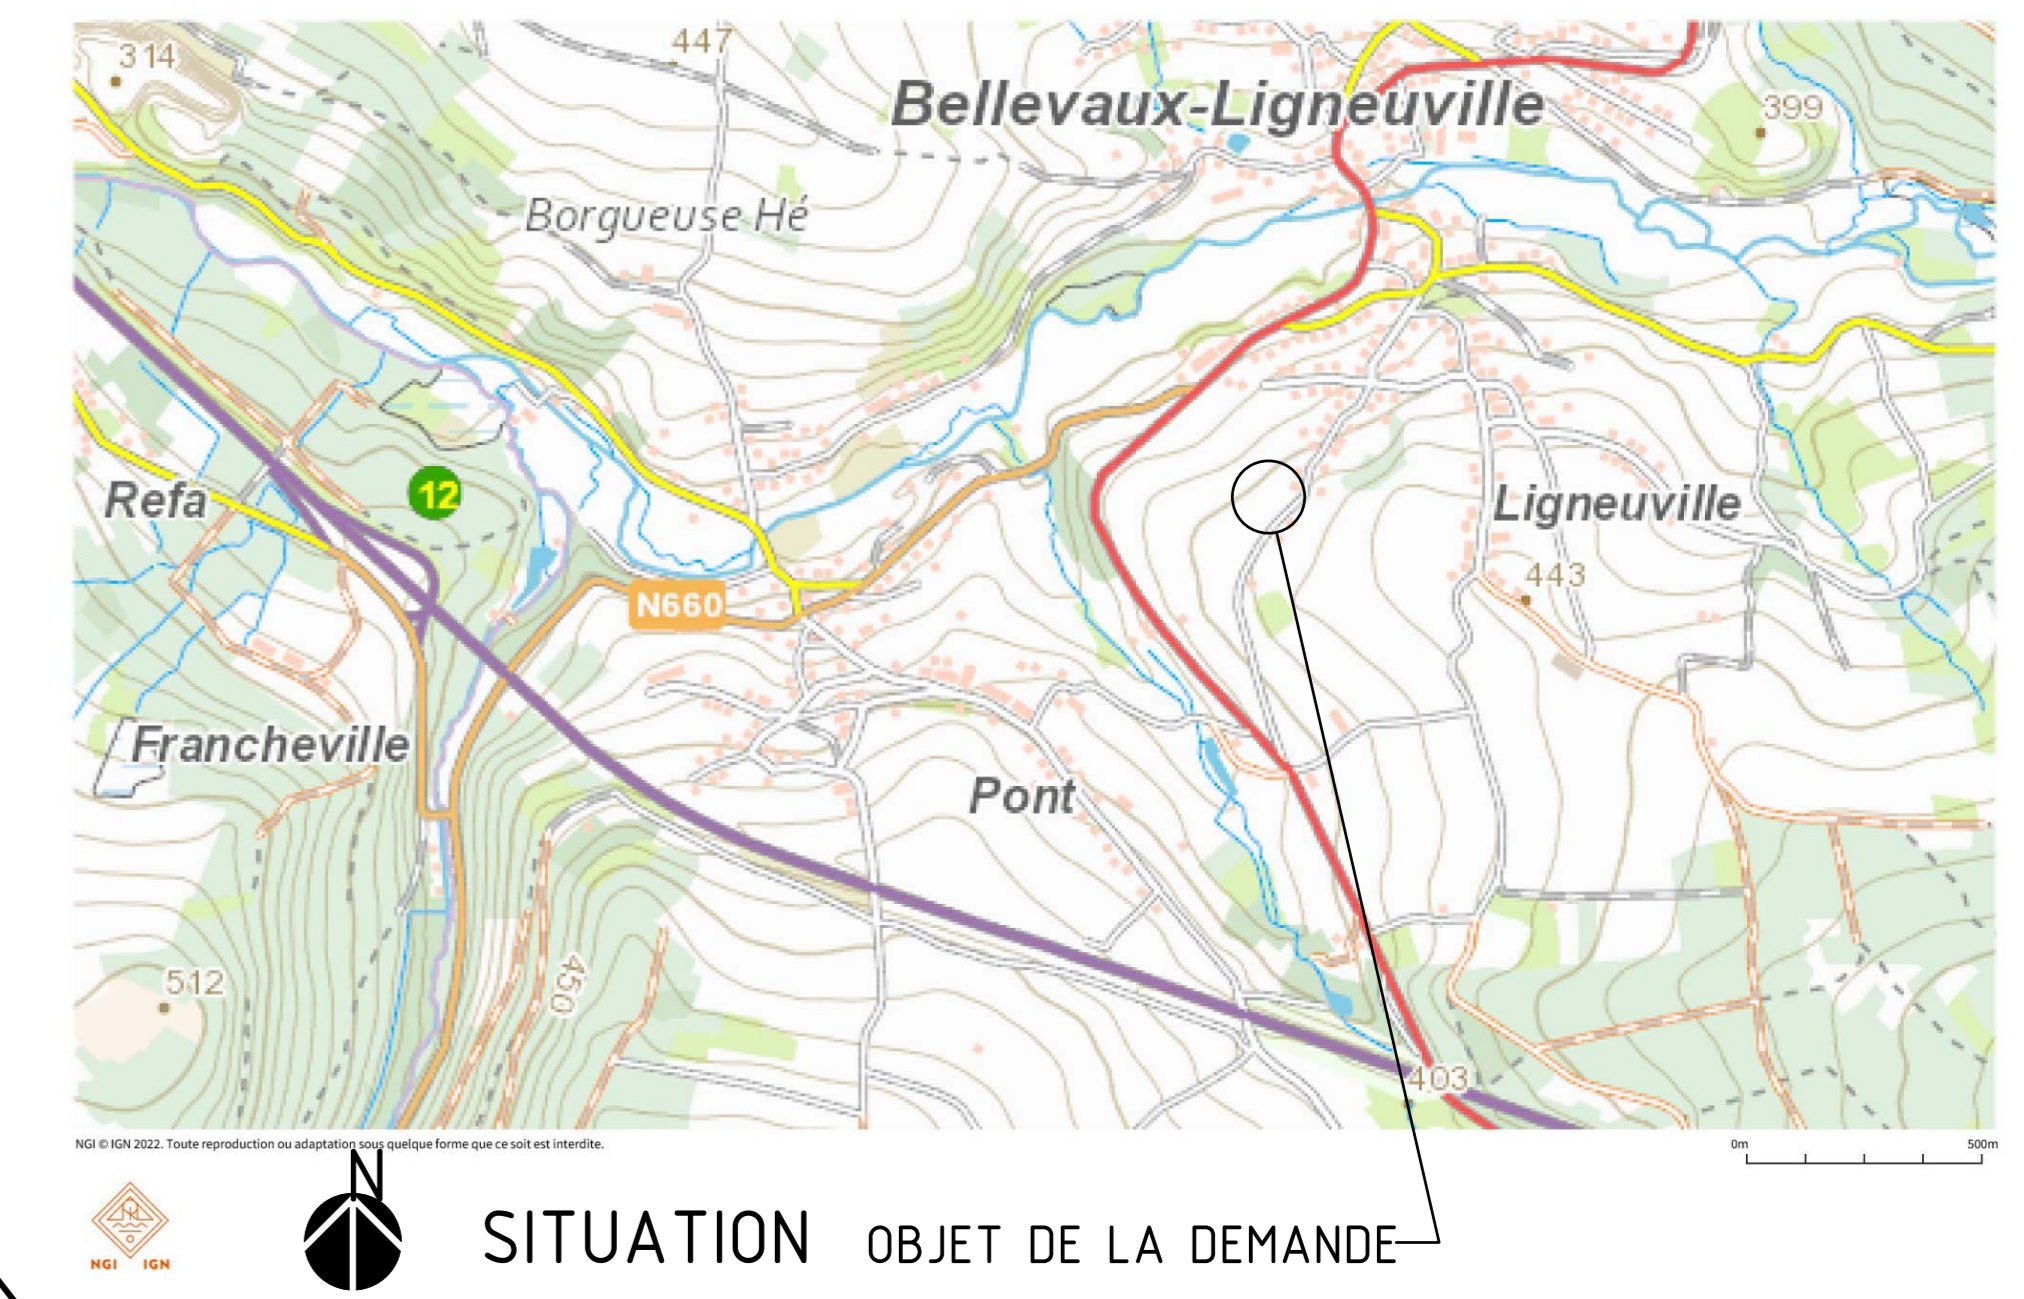 314
447
Bellevaux-Ligneuville
399
Borgueuse Hé
Refa
12
Ligneuville
443
N660
Francheville
Pont
512
450
403
NGI © IGN 2022. Toute reproduction ou adaptation sous quelque forme que ce soit est interdite.
0m 500m
N
NGI IGN
SITUATION OBJET DE LA DEMANDE